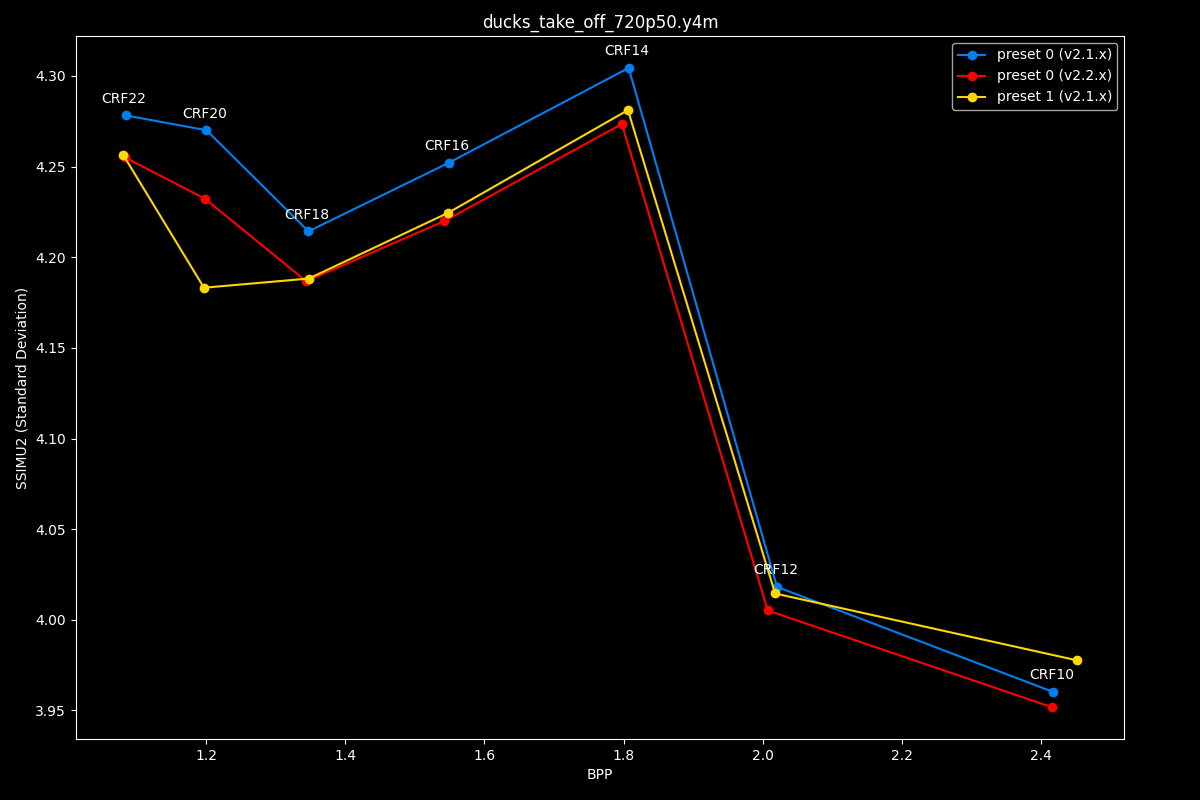 ducks_take_off_720p50.y4m
preset 0 (v2.1.x)
preset 0 (v2.2.x)
preset 1 (v2.1.x)
CRF22
CRF20
CRF18
CRF16
CRF14
CRF12
CRF10
SSIMU2 (Standard Deviation)
4.30
4.25
4.20
4.15
4.10
4.05
4.00
3.95
1.2
1.4
1.6
1.8
2.0
2.2
2.4
BPP